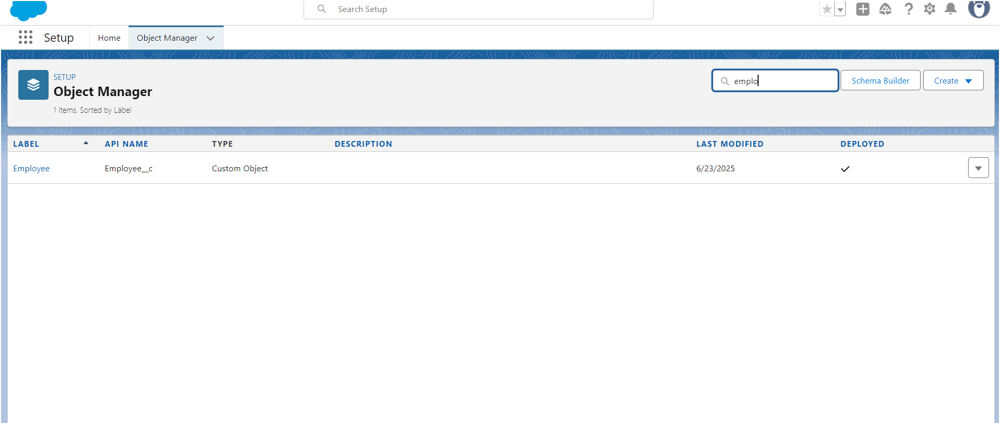 Search Setup
Setup
Home
Object Manager
SETUP
Object Manager
1 Items, Sorted by Label
emplo
Schema Builder
Create
LABEL API NAME TYPE DESCRIPTION LAST MODIFIED DEPLOYED
Employee Employee__c Custom Object 6/23/2025